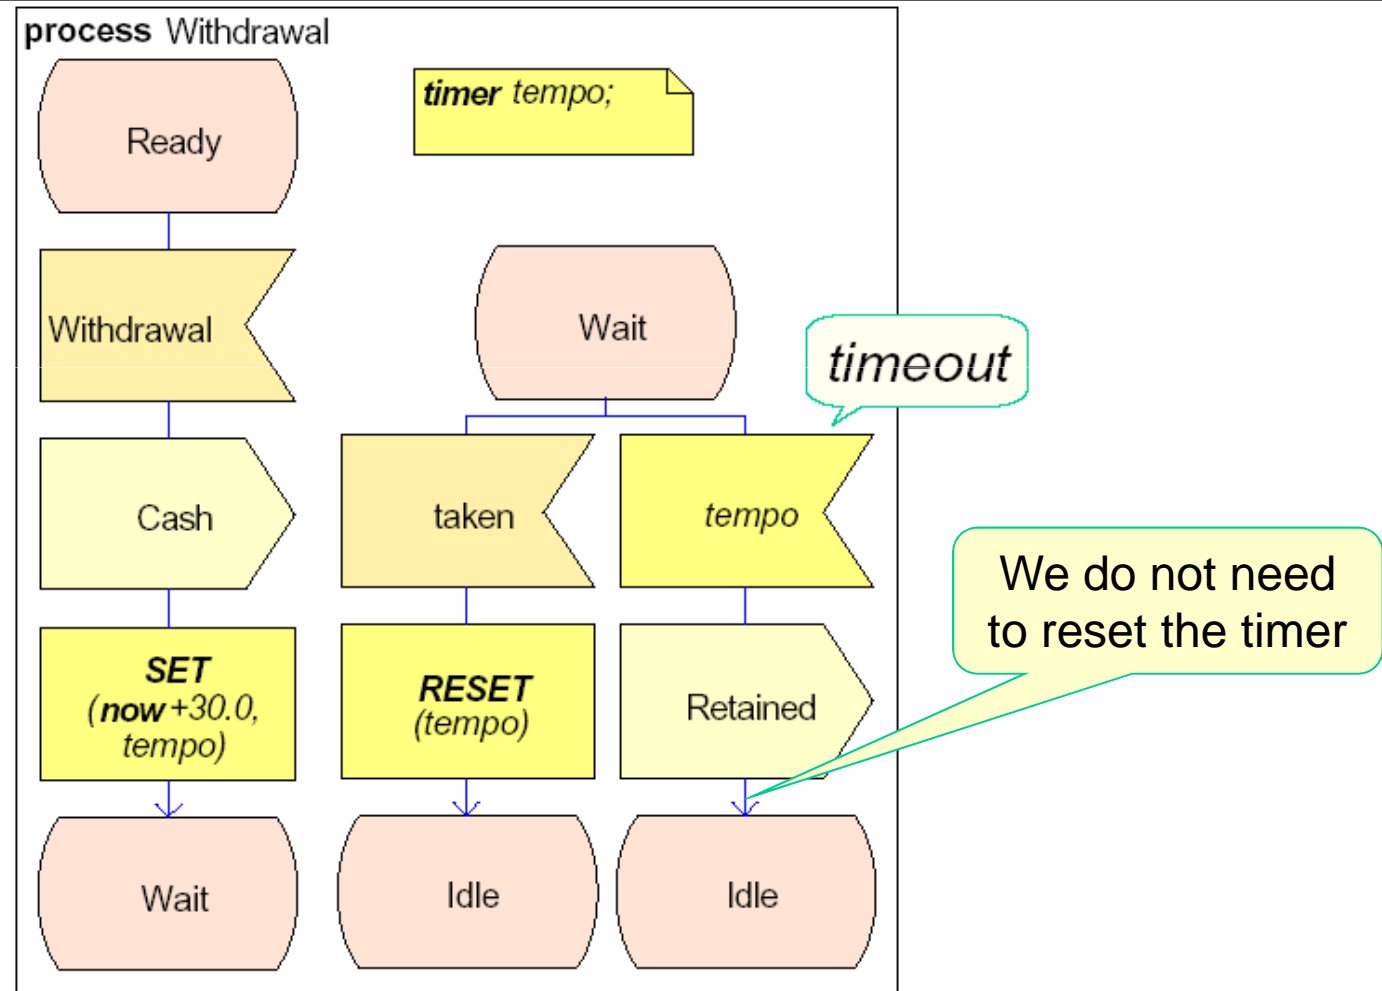 process Withdrawal
timer tempo;
Ready
Withdrawal
Wait
timeout
Cash
taken
tempo
We do not need
to reset the timer
SET
(now+30.0,
tempo)
RESET
(tempo)
Retained
Wait
Idle
Idle